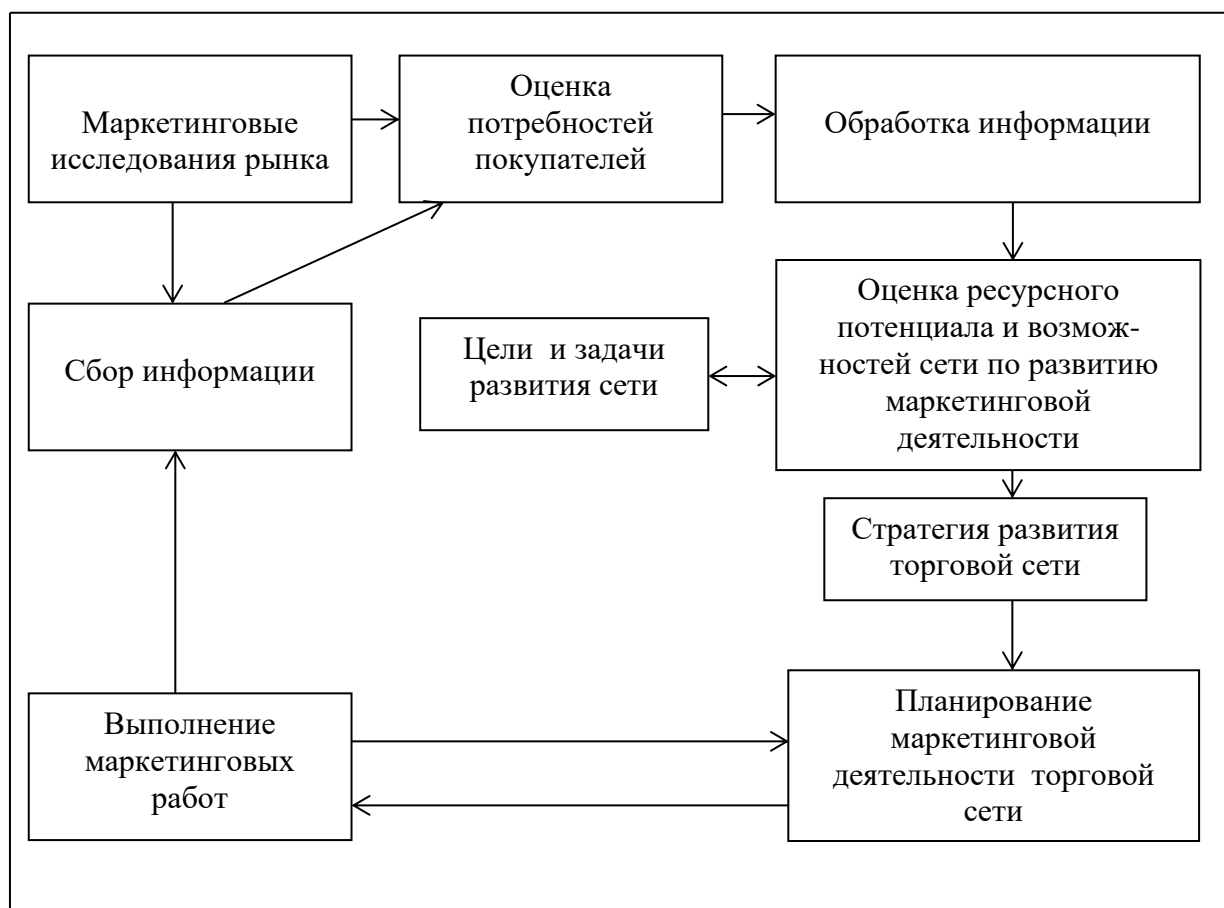 Маркетинговые
исследования рынка
Оценка
потребностей
покупателей
Обработка информации
Сбор информации
Цели и задачи
развития сети
Оценка ресурсного
потенциала и возмож-
ностей сети по развитию
маркетинговой
деятельности
Стратегия развития
торговой сети
Выполнение
маркетинговых
работ
Планирование
маркетинговой
деятельности торговой
сети